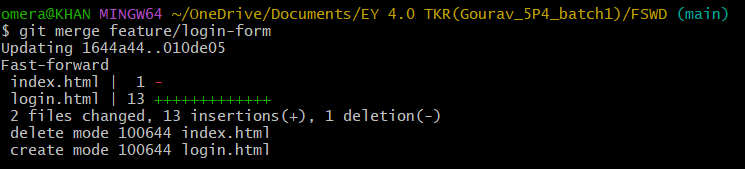 omera@KHAN MINGW64 ~/OneDrive/Documents/EY 4.0 TKR(Gourav_5P4_batch1)/FSWD (main)
$ git merge feature/login-form
Updating 1644a44..010de05
Fast-forward
 index.html |  1 -
 login.html | 13 +++++++++++++
 2 files changed, 13 insertions(+), 1 deletion(-)
 delete mode 100644 index.html
 create mode 100644 login.html